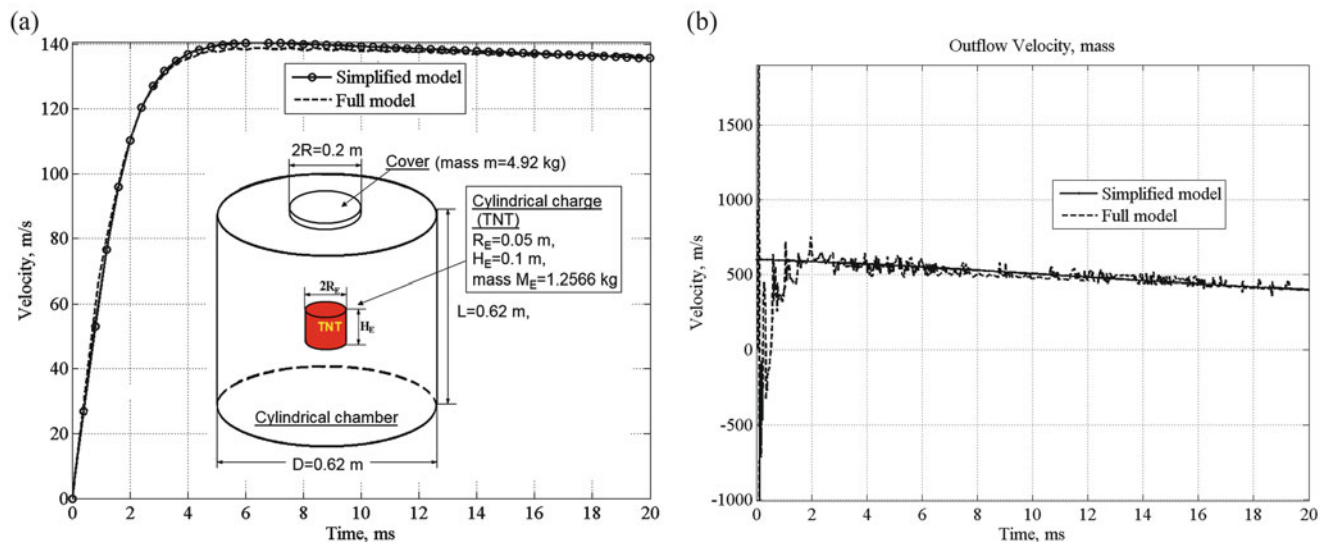 (a)
140
120
100
80
60
40
20
0
Velocity, m/s
0 2 4 6 8 10 12 14 16 18 20
Time, ms
Simplified model
Full model
2R=0.2 m
Cover (mass m=4.92 kg)
Cylindrical charge
(TNT)
R_E=0.05 m,
H_E=0.1 m,
mass M_E=1.2566 kg
2R_E
TNT
H_E
L=0.62 m,
Cylindrical chamber
D=0.62 m
(b)
Outflow Velocity, mass
1500
1000
500
0
-500
-1000
Velocity, m/s
0 2 4 6 8 10 12 14 16 18 20
Time, ms
Simplified model
Full model